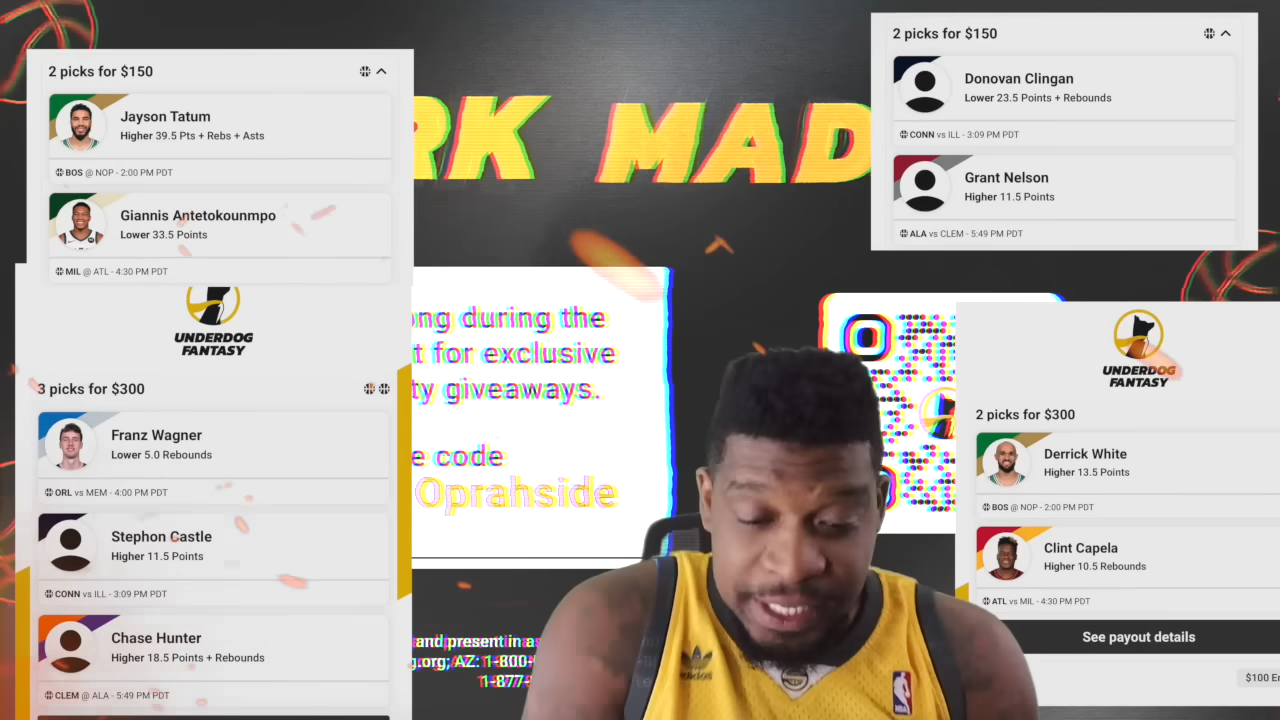 2 picks for $150
Jayson Tatum
Higher 39.5 Pts + Rebs + Asts
BOS @ NOP - 2:00 PM PDT
Giannis Antetokounmpo
Lower 33.5 Points
MIL @ ATL - 4:30 PM PDT
UNDERDOG
FANTASY
3 picks for $300
Franz Wagner
Lower 5.0 Rebounds
ORL vs MEM - 4:00 PM PDT
Stephon Castle
Higher 11.5 Points
CONN vs ILL - 3:09 PM PDT
Chase Hunter
Higher 18.5 Points + Rebounds
CLEM @ ALA - 5:49 PM PDT
MAD
during the
for exclusive
giveaways.
code
Oprahside
and present in
AZ: 1-800-
1-877-
NBA
2 picks for $150
Donovan Clingan
Lower 23.5 Points + Rebounds
CONN vs ILL - 3:09 PM PDT
Grant Nelson
Higher 11.5 Points
ALA vs CLEM - 5:49 PM PDT
UNDERDOG
FANTASY
2 picks for $300
Derrick White
Higher 13.5 Points
BOS @ NOP - 2:00 PM PDT
Clint Capela
Higher 10.5 Rebounds
ATL vs MIL - 4:30 PM PDT
See payout details
$100